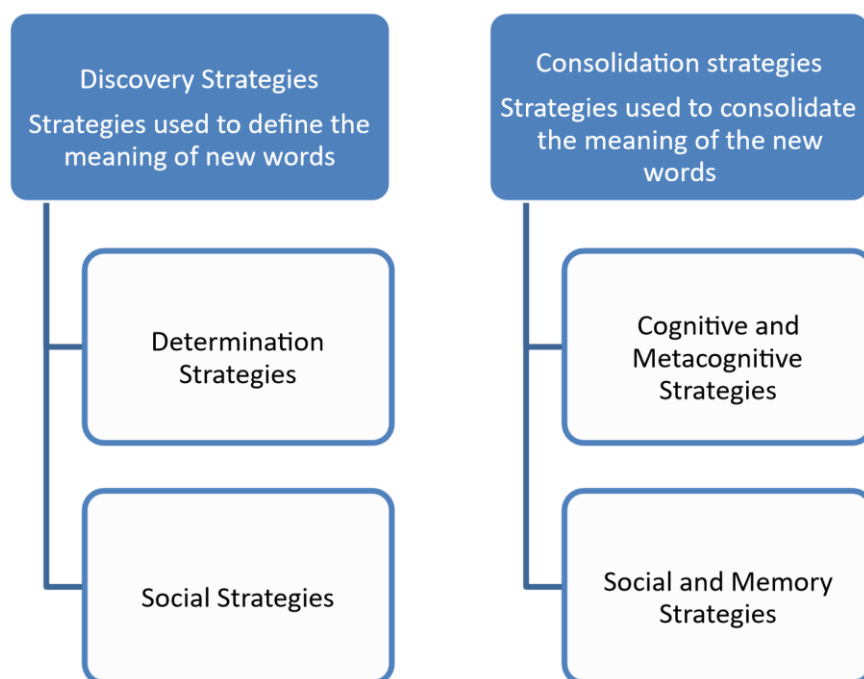 Discovery Strategies
Strategies used to define the
meaning of new words
Determination
Strategies
Social Strategies
Consolidation strategies
Strategies used to consolidate
the meaning of the new
words
Cognitive and
Metacognitive
Strategies
Social and Memory
Strategies